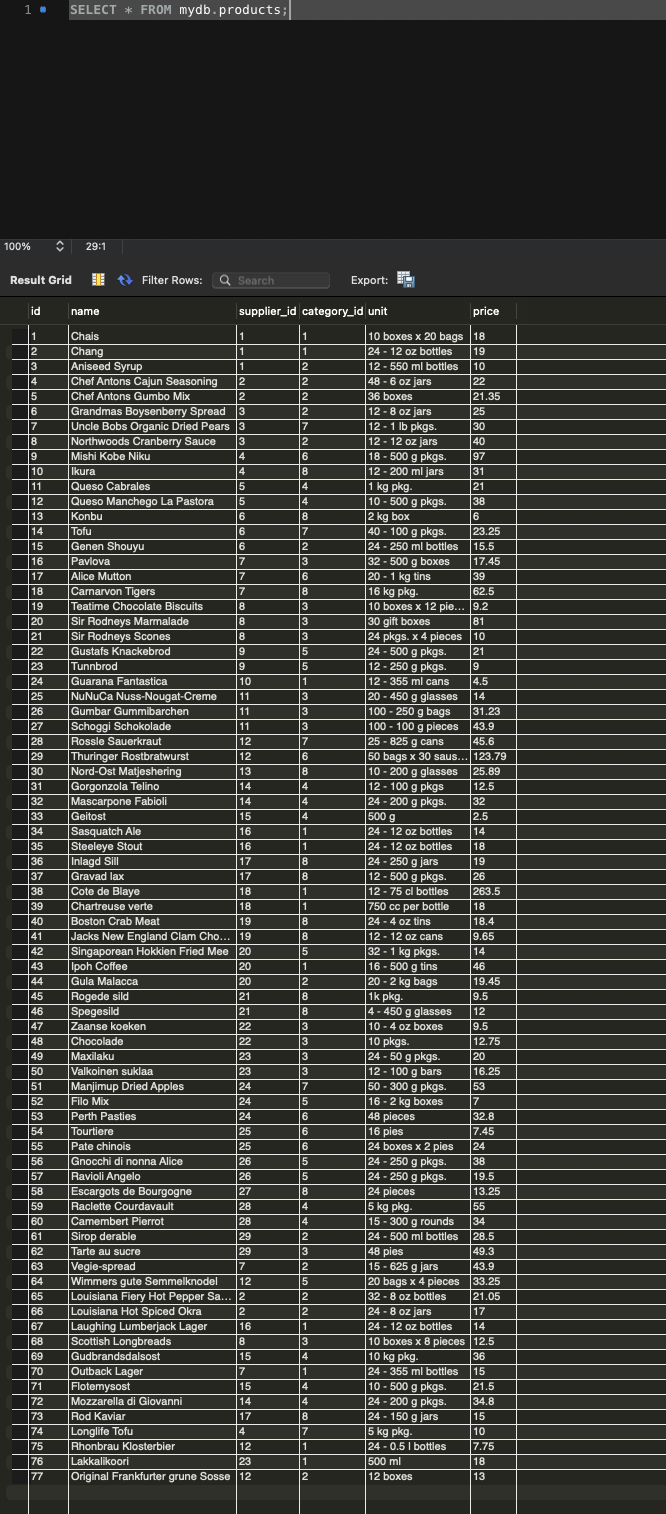 1 SELECT * FROM mydb.products;
100% 29:1
Result Grid Filter Rows: Search Export:
id name supplier_id category_id unit price
1 Chais 1 1 10 boxes x 20 bags 18
2 Chang 1 1 24 - 12 oz bottles 19
3 Aniseed Syrup 1 2 12 - 550 ml bottles 10
4 Chef Antons Cajun Seasoning 2 2 48 - 6 oz jars 22
5 Chef Antons Gumbo Mix 2 2 36 boxes 21.35
6 Grandmas Boysenberry Spread 3 2 12 - 8 oz jars 25
7 Uncle Bobs Organic Dried Pears 3 7 12 - 1 lb pkgs. 30
8 Northwoods Cranberry Sauce 3 2 12 - 12 oz jars 40
9 Mishi Kobe Niku 4 6 18 - 500 g pkgs. 97
10 Ikura 4 8 12 - 200 ml jars 31
11 Queso Cabrales 5 4 1 kg pkg. 21
12 Queso Manchego La Pastora 5 4 10 - 500 g pkgs. 38
13 Konbu 6 8 2 kg box 6
14 Tofu 6 7 40 - 100 g pkgs. 23.25
15 Genen Shouyu 6 2 24 - 250 ml bottles 15.5
16 Pavlova 7 3 32 - 500 g boxes 17.45
17 Alice Mutton 7 6 20 - 1 kg tins 39
18 Carnarvon Tigers 7 8 16 kg pkg. 62.5
19 Teatime Chocolate Biscuits 8 3 10 boxes x 12 pie... 9.2
20 Sir Rodneys Marmalade 8 3 30 gift boxes 81
21 Sir Rodneys Scones 8 3 24 pkgs. x 4 pieces 10
22 Gustafs Knackebrod 9 5 24 - 500 g pkgs. 21
23 Tunnbrod 9 5 12 - 250 g pkgs. 9
24 Guarana Fantastica 10 1 12 - 355 ml cans 4.5
25 NuNuCa Nuss-Nougat-Creme 11 3 20 - 450 g glasses 14
26 Gumbar Gummibarchen 11 3 100 - 250 g bags 31.23
27 Schoggi Schokolade 11 3 100 - 100 g pieces 43.9
28 Rossle Sauerkraut 12 7 25 - 825 g cans 45.6
29 Thuringer Rostbratwurst 12 6 50 bags x 30 saus... 123.79
30 Nord-Ost Matjeshering 13 8 10 - 200 g glasses 25.89
31 Gorgonzola Telino 14 4 12 - 100 g pkgs 12.5
32 Mascarpone Fabioli 14 4 24 - 200 g pkgs. 32
33 Geitost 15 4 500 g 2.5
34 Sasquatch Ale 16 1 24 - 12 oz bottles 14
35 Steeleye Stout 16 1 24 - 12 oz bottles 18
36 Inlagd Sill 17 8 24 - 250 g jars 19
37 Gravad lax 17 8 12 - 500 g pkgs. 26
38 Cote de Blaye 18 1 12 - 75 cl bottles 263.5
39 Chartreuse verte 18 1 750 cc per bottle 18
40 Boston Crab Meat 19 8 24 - 4 oz tins 18.4
41 Jacks New England Clam Cho... 19 8 12 - 12 oz cans 9.65
42 Singaporean Hokkien Fried Mee 20 5 32 - 1 kg pkgs. 14
43 Ipoh Coffee 20 1 16 - 500 g tins 46
44 Gula Malacca 20 2 20 - 2 kg bags 19.45
45 Rogede sild 21 8 1k pkg. 9.5
46 Spegesild 21 8 4 - 450 g glasses 12
47 Zaanse koeken 22 3 10 - 4 oz boxes 9.5
48 Chocolade 22 3 10 pkgs. 12.75
49 Maxilaku 23 3 24 - 50 g pkgs. 20
50 Valkoinen suklaa 23 3 12 - 100 g bars 16.25
51 Manjimup Dried Apples 24 7 50 - 300 g pkgs. 53
52 Filo Mix 24 5 16 - 2 kg boxes 7
53 Perth Pasties 24 6 48 pieces 32.8
54 Tourtiere 25 6 16 pies 7.45
55 Pate chinois 25 6 24 boxes x 2 pies 24
56 Gnocchi di nonna Alice 26 5 24 - 250 g pkgs. 38
57 Ravioli Angelo 26 5 24 - 250 g pkgs. 19.5
58 Escargots de Bourgogne 27 8 24 pieces 13.25
59 Raclette Courdavault 28 4 5 kg pkg. 55
60 Camembert Pierrot 28 4 15 - 300 g rounds 34
61 Sirop derable 29 2 24 - 500 ml bottles 28.5
62 Tarte au sucre 29 3 48 pies 49.3
63 Vegie-spread 7 2 15 - 625 g jars 43.9
64 Wimmers gute Semmelknodel 12 5 20 bags x 4 pieces 33.25
65 Louisiana Fiery Hot Pepper Sa... 2 2 32 - 8 oz bottles 21.05
66 Louisiana Hot Spiced Okra 2 2 24 - 8 oz jars 17
67 Laughing Lumberjack Lager 16 1 24 - 12 oz bottles 14
68 Scottish Longbreads 8 3 10 boxes x 8 pieces 12.5
69 Gudbrandsdalsost 15 4 10 kg pkg. 36
70 Outback Lager 7 1 24 - 355 ml bottles 15
71 Flotemysost 15 4 10 - 500 g pkgs. 21.5
72 Mozzarella di Giovanni 14 4 24 - 200 g pkgs. 34.8
73 Rod Kaviar 17 8 24 - 150 g jars 15
74 Longlife Tofu 4 7 5 kg pkg. 10
75 Rhonbrau Klosterbier 12 1 24 - 0.5 l bottles 7.75
76 Lakkalikoori 23 1 500 ml 18
77 Original Frankfurter grune Sosse 12 2 12 boxes 13